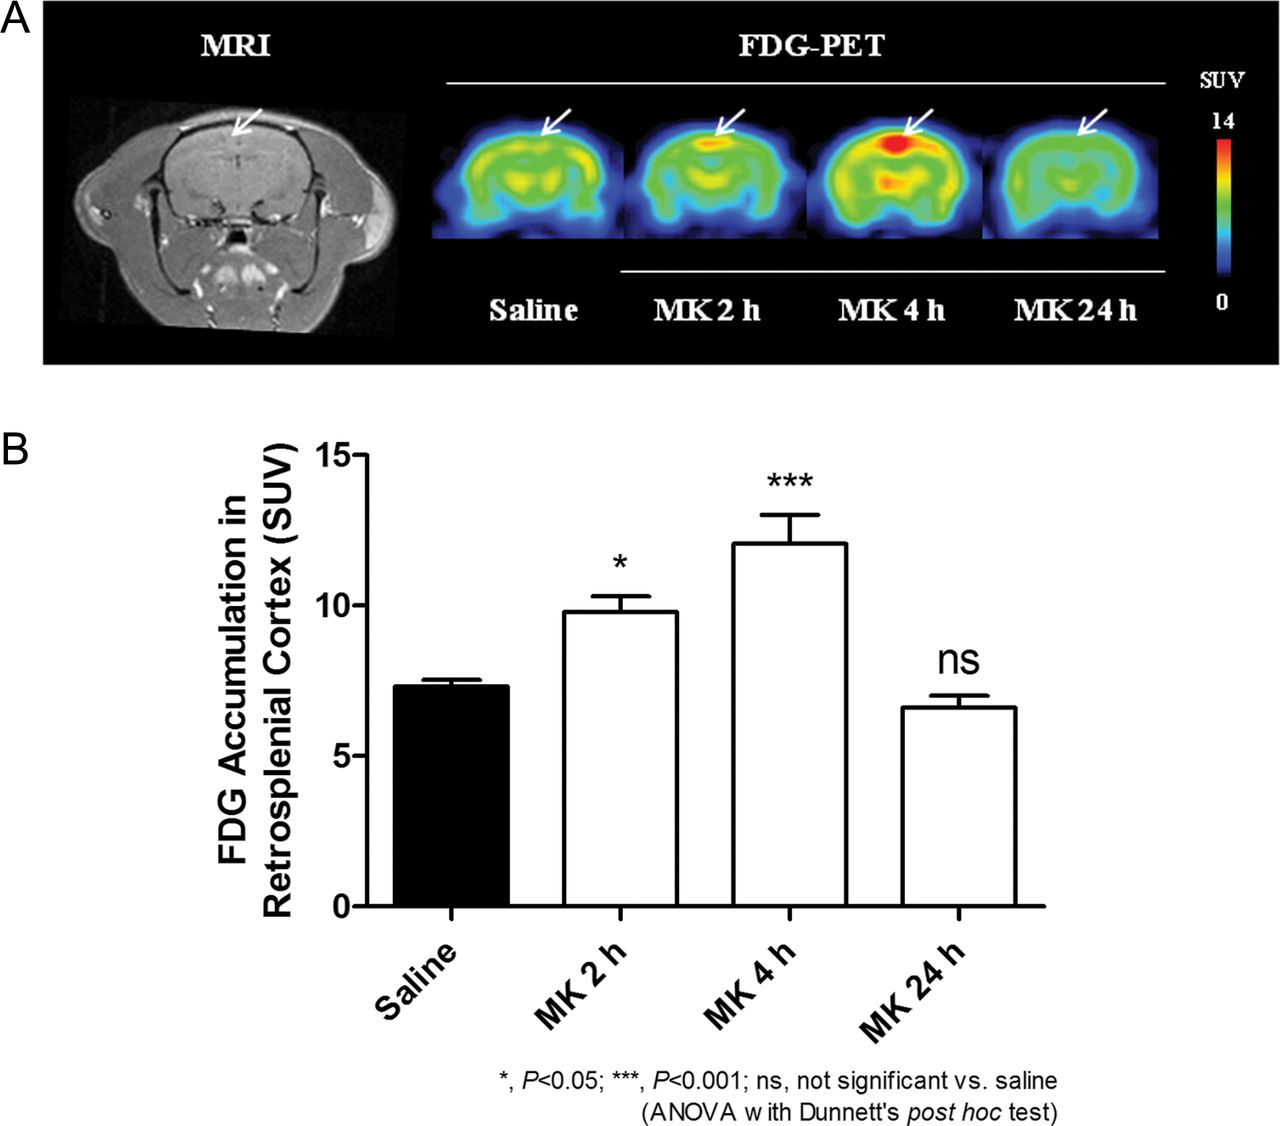 A
MRI
FDG-PET
SUV
14
0
Saline
MK 2 h
MK 4 h
MK 24 h
B
FDG Accumulation in
Retrosplenial Cortex (SUV)
15
10
5
0
*
***
ns
Saline
MK 2 h
MK 4 h
MK 24 h
*, P<0.05; ***, P<0.001; ns, not significant vs. saline
(ANOVA with Dunnett's post hoc test)